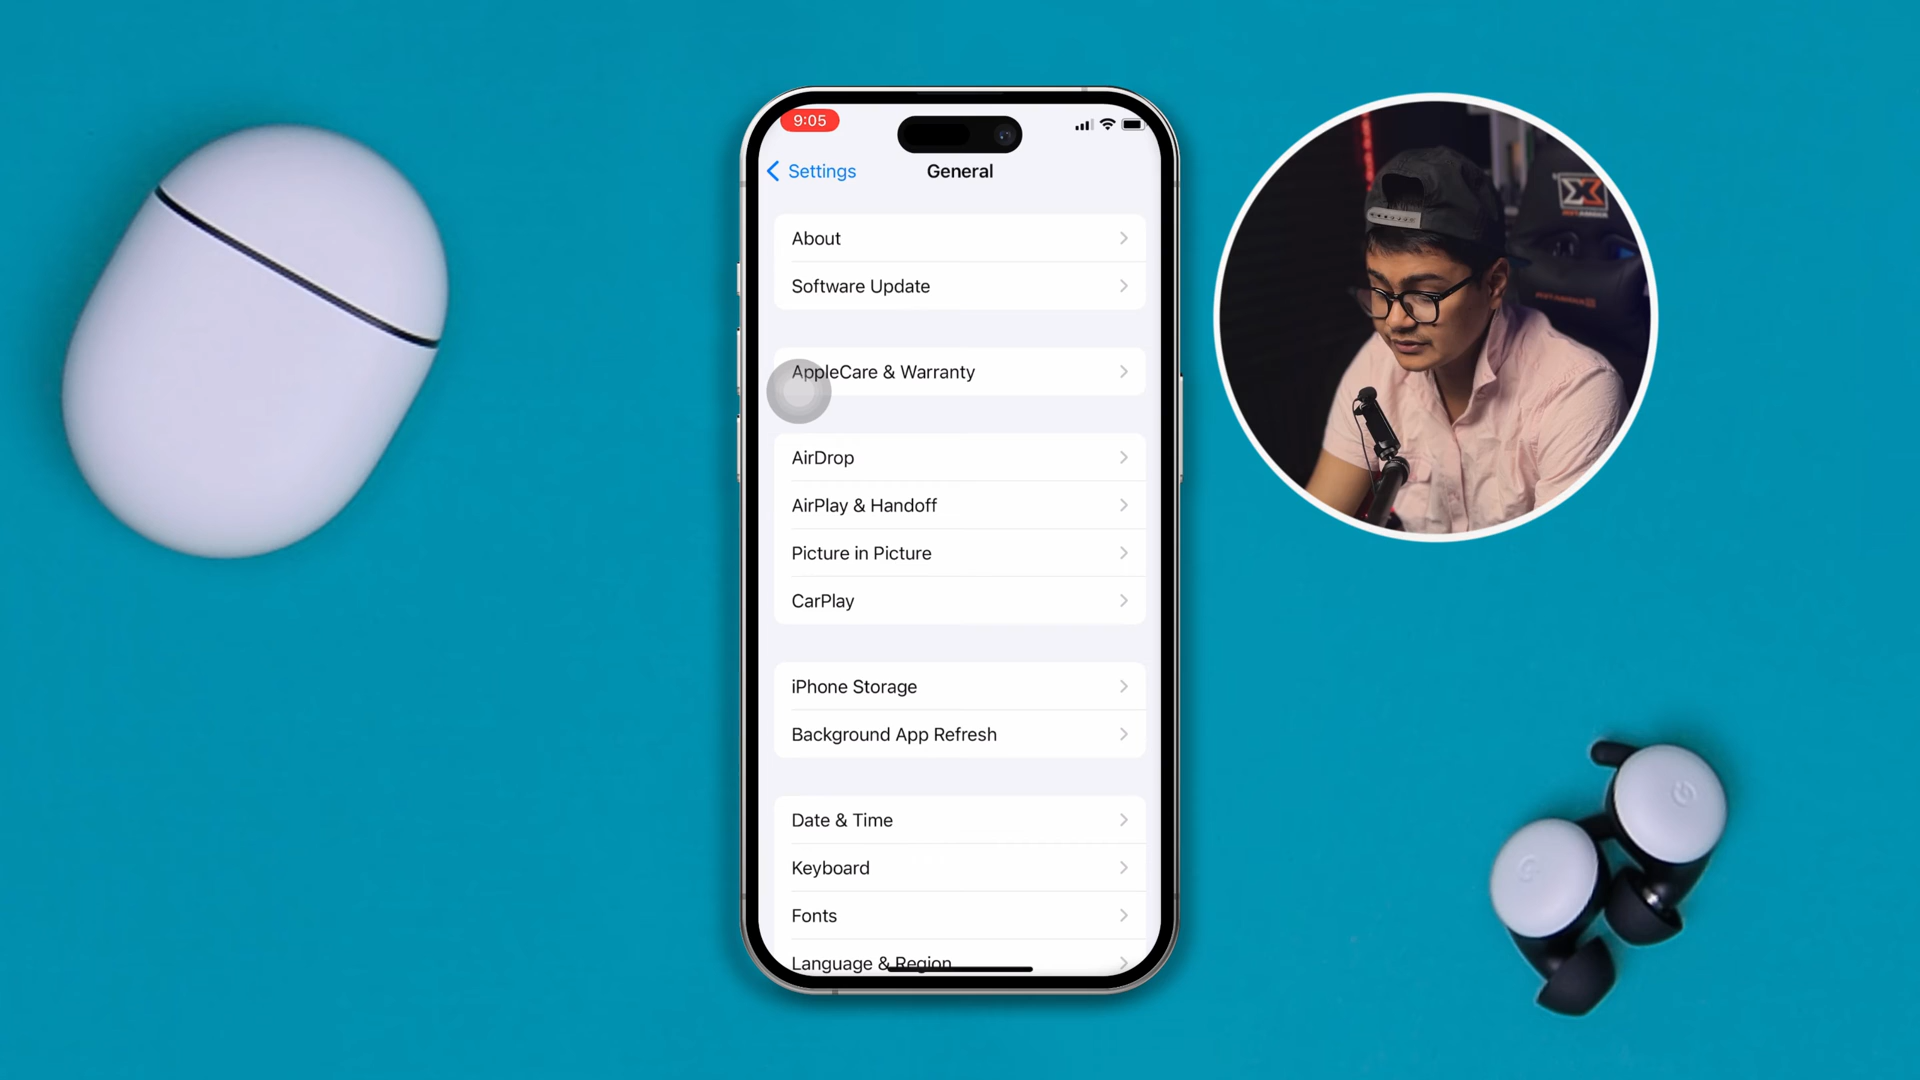 9:05
Settings
General
About
Software Update
AppleCare & Warranty
AirDrop
AirPlay & Handoff
Picture in Picture
CarPlay
iPhone Storage
Background App Refresh
Date & Time
Keyboard
Fonts
Language & Region